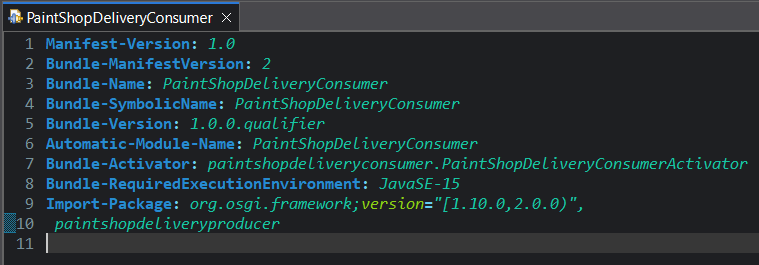 PaintShopDeliveryConsumer
1 Manifest-Version: 1.0
2 Bundle-ManifestVersion: 2
3 Bundle-Name: PaintShopDeliveryConsumer
4 Bundle-SymbolicName: PaintShopDeliveryConsumer
5 Bundle-Version: 1.0.0.qualifier
6 Automatic-Module-Name: PaintShopDeliveryConsumer
7 Bundle-Activator: paintshopdeliveryconsumer.PaintShopDeliveryConsumerActivator
8 Bundle-RequiredExecutionEnvironment: JavaSE-15
9 Import-Package: org.osgi.framework;version="[1.10.0,2.0.0)",
10 paintshopdeliveryproducer
11